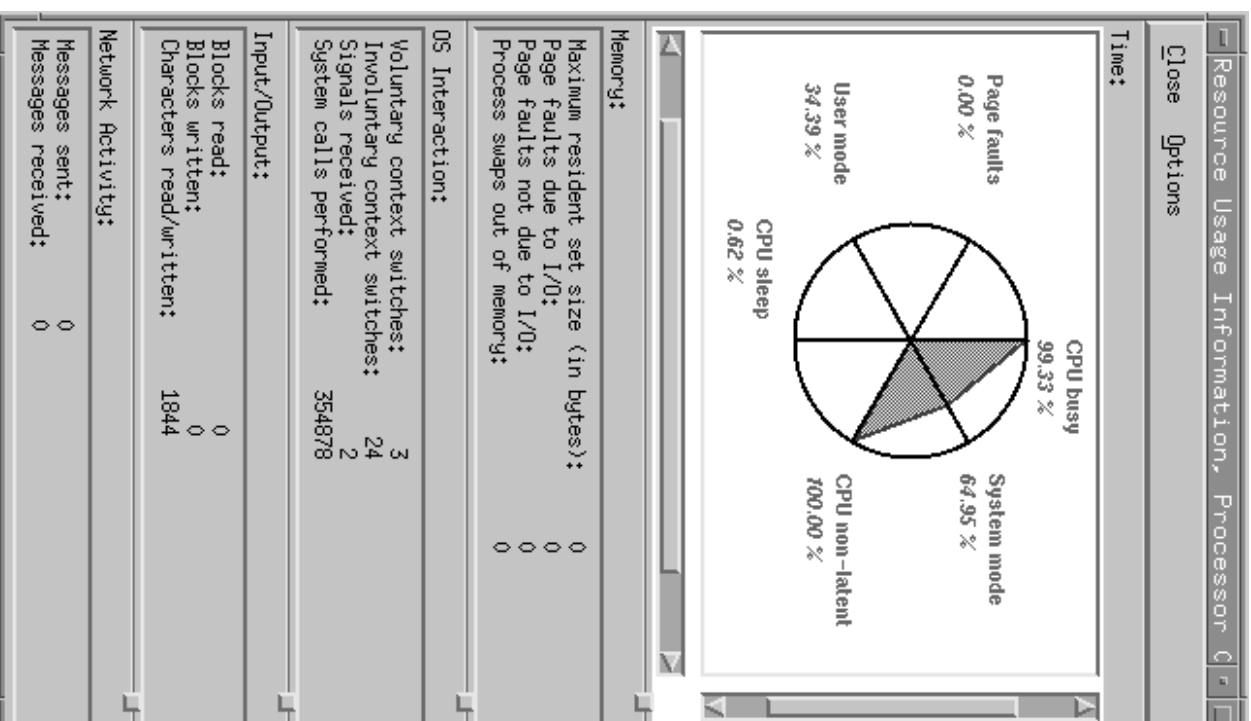 Resource Usage Information, Processor
Close Options
Time:
CPU busy
99.33 %
Page faults
0.00 %
System mode
64.95 %
User mode
34.39 %
CPU non-latent
100.00 %
CPU sleep
0.62 %
Memory:
Maximum resident set size (in bytes): 0
Page faults due to I/O: 0
Page faults not due to I/O: 0
Process swaps out of memory: 0
OS Interaction:
Voluntary context switches: 3
Involuntary context switches: 24
Signals received: 2
System calls performed: 354878
Input/Output:
Blocks read: 0
Blocks written: 0
Characters read/written: 1844
Network Activity:
Messages sent: 0
Messages received: 0